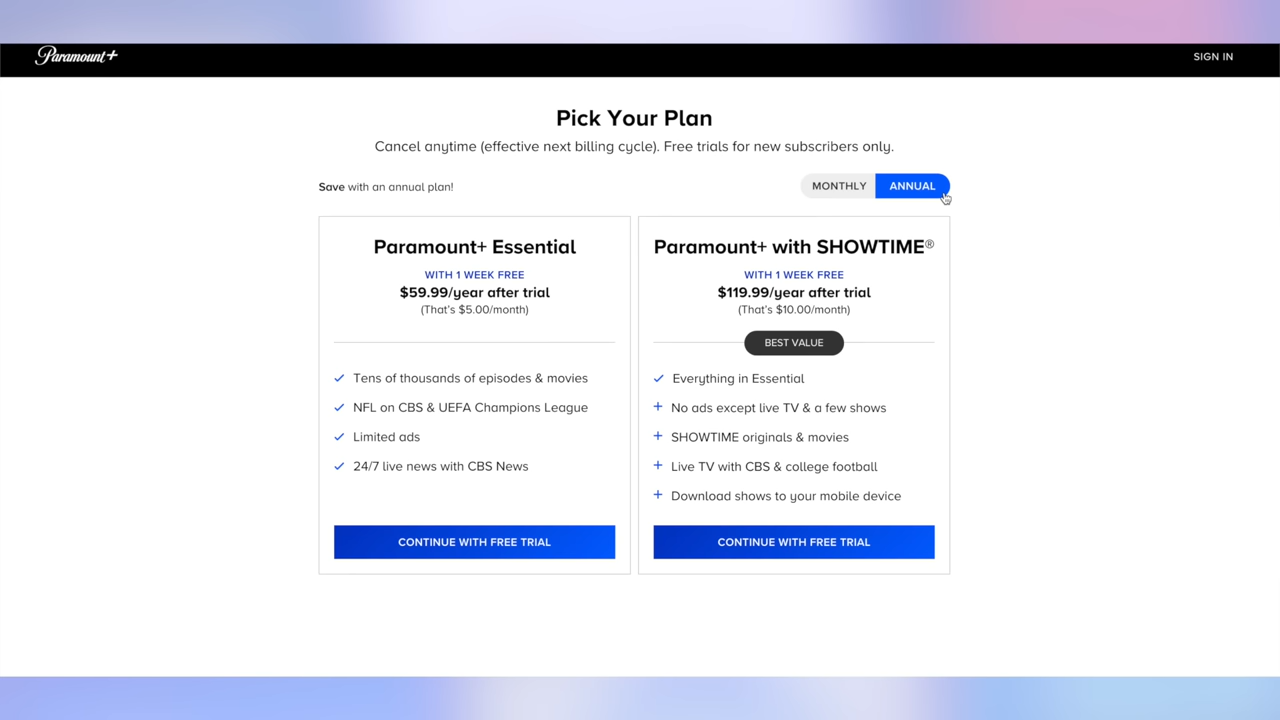 Paramount+
SIGN IN
Pick Your Plan
Cancel anytime (effective next billing cycle). Free trials for new subscribers only.
Save with an annual plan!
MONTHLY
ANNUAL
Paramount+ Essential
WITH 1 WEEK FREE
$59.99/year after trial
(That's $5.00/month)
Tens of thousands of episodes & movies
NFL on CBS & UEFA Champions League
Limited ads
24/7 live news with CBS News
CONTINUE WITH FREE TRIAL
Paramount+ with SHOWTIME®
WITH 1 WEEK FREE
$119.99/year after trial
(That's $10.00/month)
BEST VALUE
Everything in Essential
No ads except live TV & a few shows
SHOWTIME originals & movies
Live TV with CBS & college football
Download shows to your mobile device
CONTINUE WITH FREE TRIAL